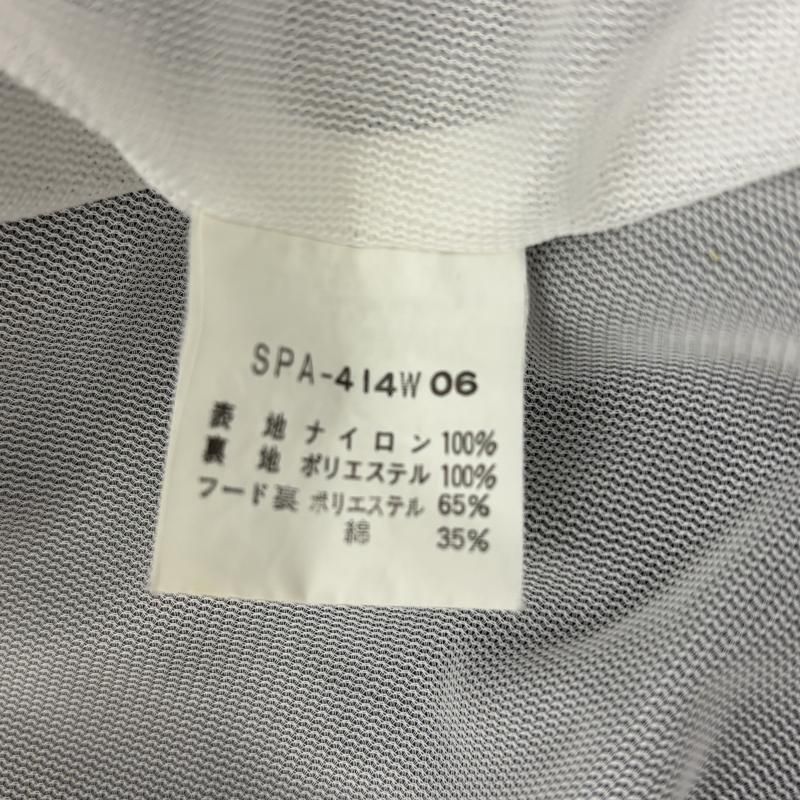 SPA-414W 06
表 地 ナイロン 100%
裏 地 ポリエステル 100%
フード裏 ポリエステル 65%
綿 35%